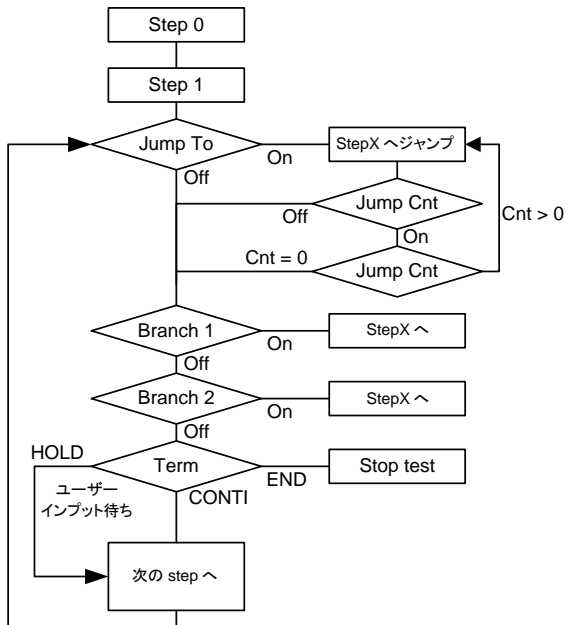 Step 0
Step 1
Jump To
On
StepX へジャンプ
Off
Off
Jump Cnt
On
Cnt > 0
Cnt = 0
Jump Cnt
Branch 1
On
StepX へ
Off
Branch 2
On
StepX へ
Off
HOLD
Term
END
Stop test
ユーザー
インプット待ち
CONTI
次の step へ